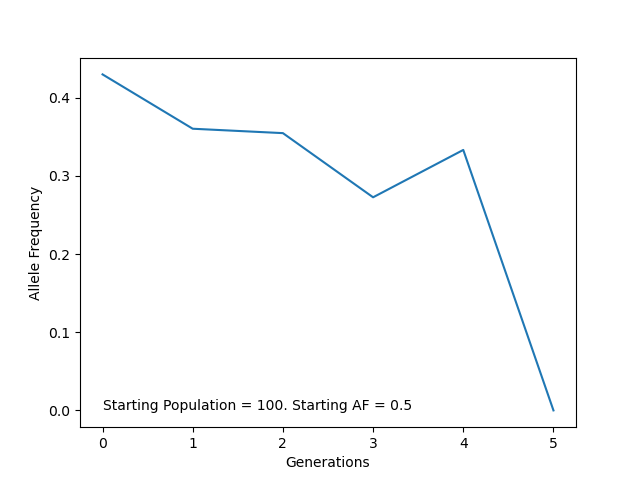 0.4
0.3
0.2
0.1
0.0
Allele Frequency
Starting Population = 100. Starting AF = 0.5
0 1 2 3 4 5
Generations